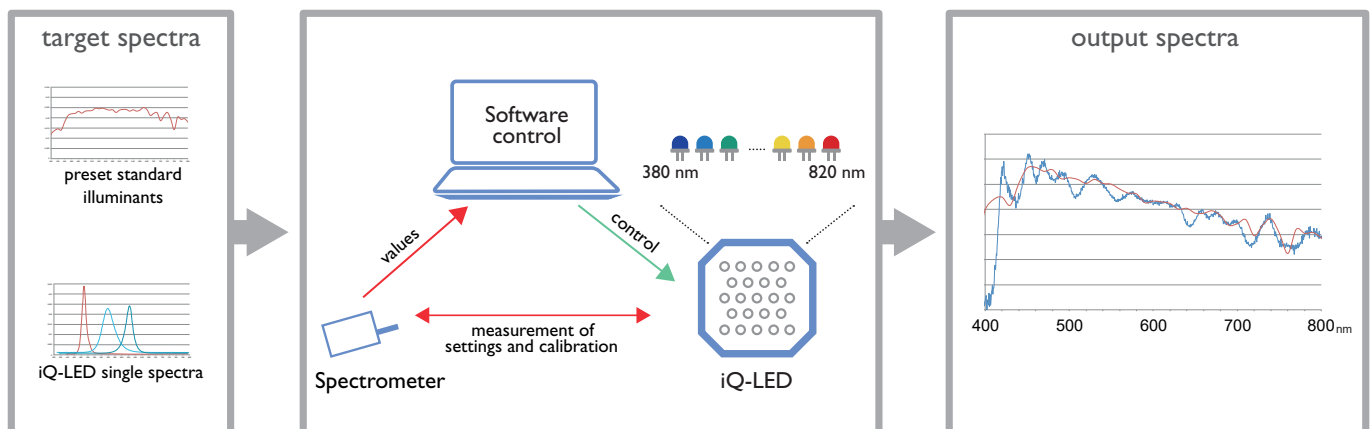 target spectra
preset standard
illuminants
iQ-LED single spectra
Software
control
380 nm
820 nm
values
control
measurement of
settings and calibration
Spectrometer
iQ-LED
output spectra
400 500 600 700 800 nm